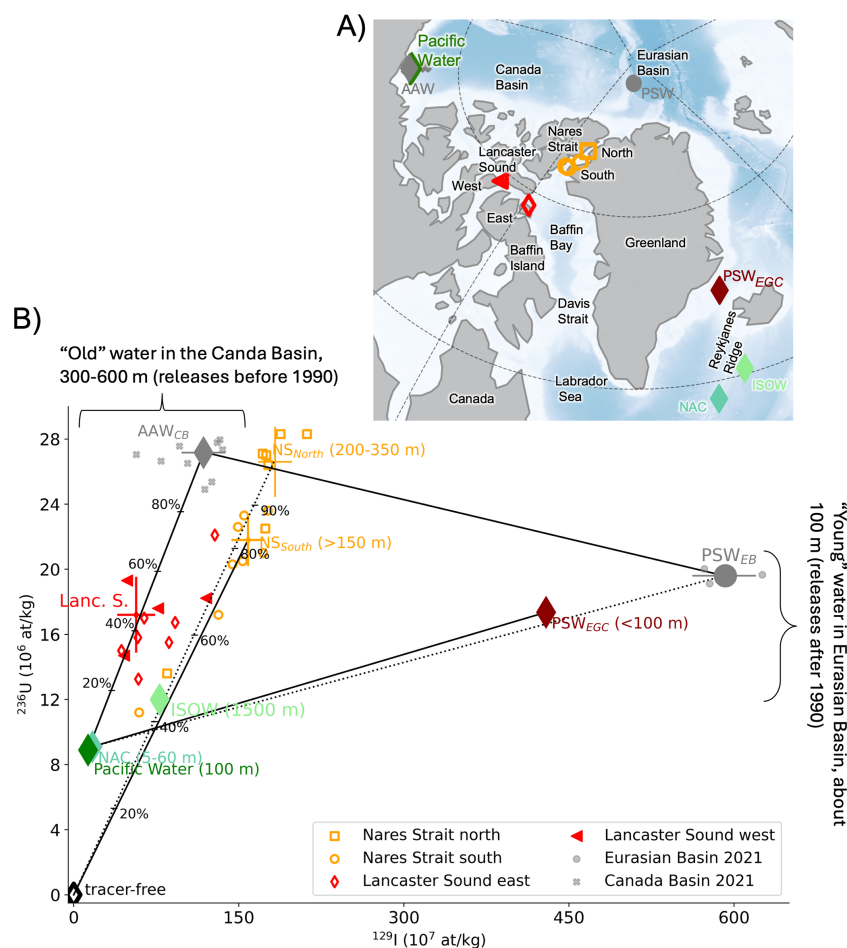 A)
Pacific
Water
AAW
Canada
Basin
Eurasian
Basin
PSW
Nares
Strait
North
Lancaster
Sound
South
West
East
Baffin
Bay
Baffin
Island
Greenland
PSW_EGC
Davis
Strait
Reykjanes
Ridge
ISOW
Labrador
Sea
NAC
Canada
B)
“Old” water in the Canda Basin,
300-600 m (releases before 1990)
AAW_CB
NS_North (200-350 m)
90%
80%
NS_South (>150 m)
80%
60%
PSW_EB
Lanc. S.
40%
60%
PSW_EGC (<100 m)
20%
ISOW (1500 m)
40%
NAC (5-60 m)
Pacific Water (100 m)
20%
tracer-free
“Young” water in Eurasian Basin, about
100 m (releases after 1990)
28
24
20
16
12
8
4
0
²³⁶U (10⁶ at/kg)
0
150
300
450
600
¹²⁹I (10⁷ at/kg)
Nares Strait north
Nares Strait south
Lancaster Sound east
Lancaster Sound west
Eurasian Basin 2021
Canada Basin 2021